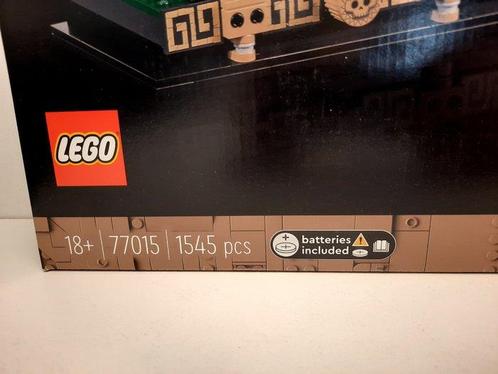 LEGO
18+ | 77015 | 1545 pcs
batteries
included